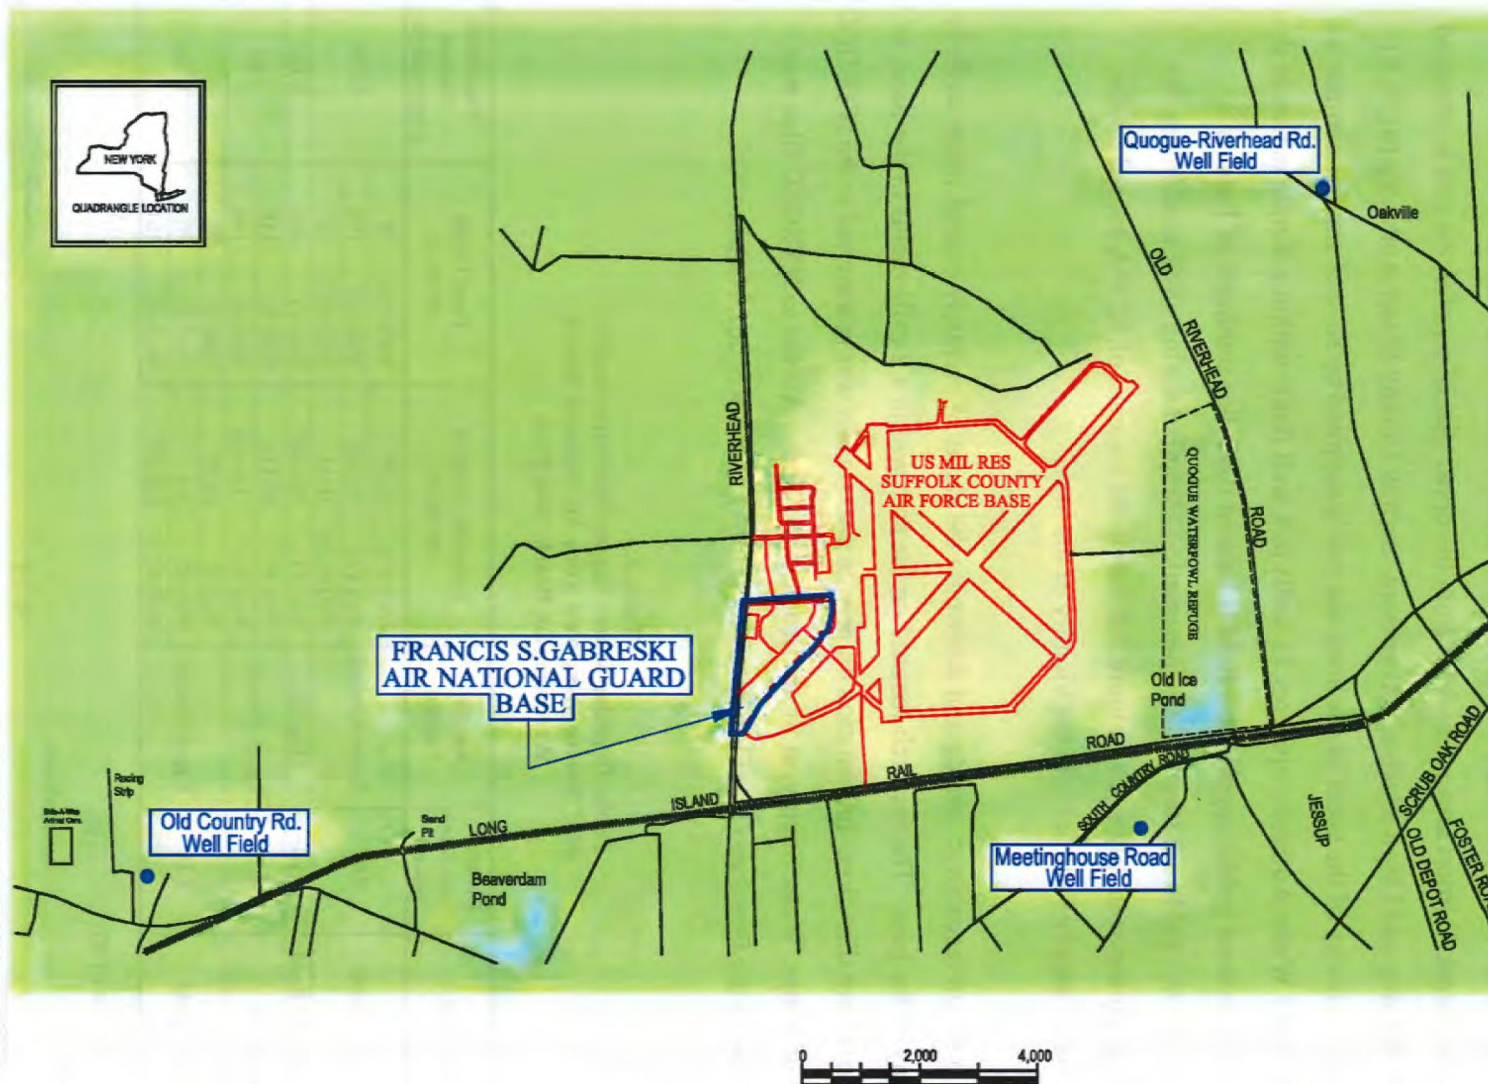 NEW YORK
QUADRANGLE LOCATION
Quogue-Riverhead Rd.
Well Field
Oakville
OLD
RIVERHEAD
ROAD
RIVERHEAD
US MIL RES
SUFFOLK COUNTY
AIR FORCE BASE
QUOGUE WATERFOWL REFUGE
FRANCIS S.GABRESKI
AIR NATIONAL GUARD
BASE
Old Ice
Pond
Racing
Strip
Old Country Rd.
Well Field
Sand
Pit
LONG
ISLAND
RAIL
ROAD
SOUTH COUNTRY ROAD
Beaverdam
Pond
Meetinghouse Road
Well Field
JESSUP
SCRUB OAK ROAD
OLD DEPOT ROAD
FOSTER
0
2,000
4,000